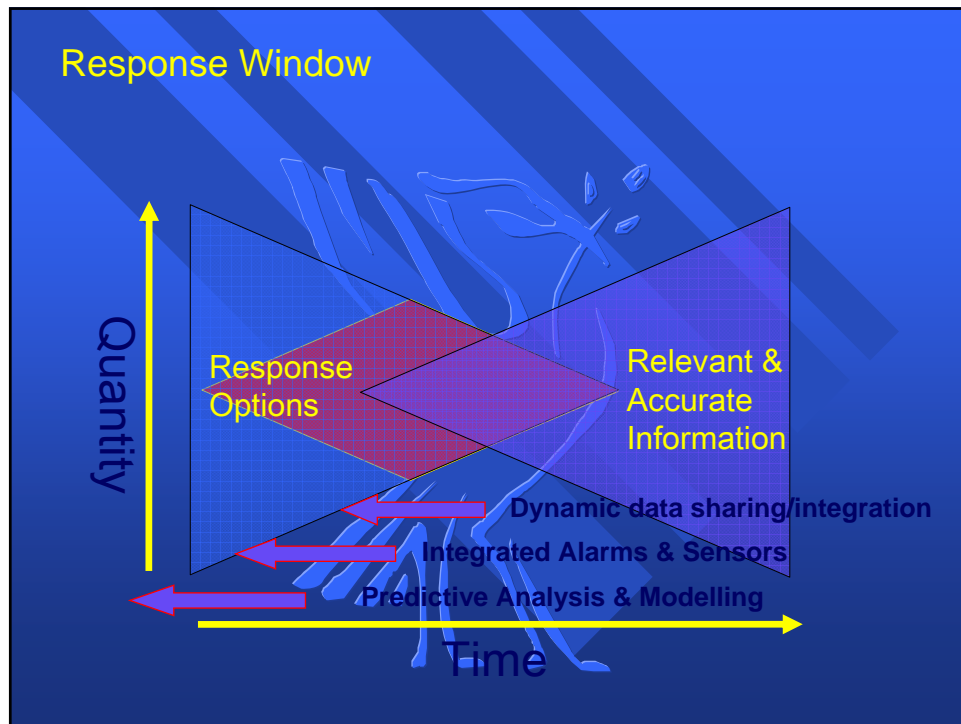 Response Window
Quantity
Response
Options
Relevant &
Accurate
Information
Dynamic data sharing/integration
Integrated Alarms & Sensors
Predictive Analysis & Modelling
Time